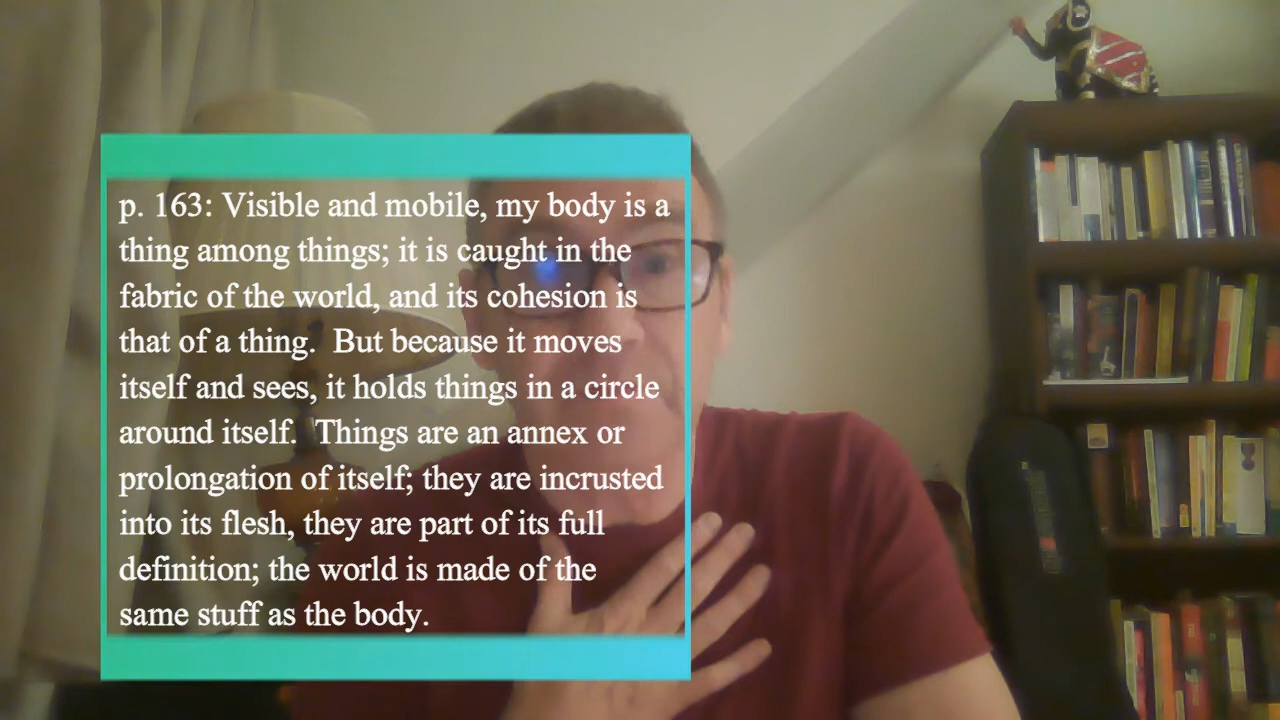 p. 163: Visible and mobile, my body is a
thing among things; it is caught in the
fabric of the world, and its cohesion is
that of a thing.  But because it moves
itself and sees, it holds things in a circle
around itself.  Things are an annex or
prolongation of itself; they are incrusted
into its flesh, they are part of its full
definition; the world is made of the
same stuff as the body.